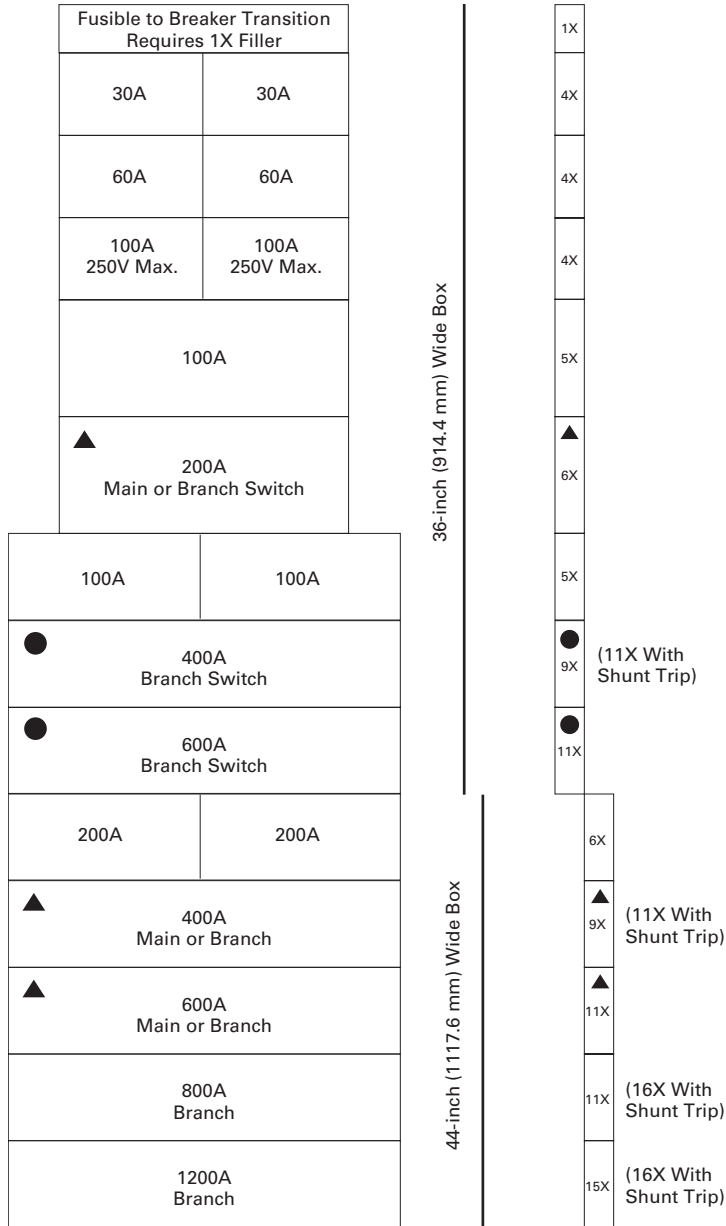 Fusible to Breaker Transition
Requires 1X Filler
1X
30A
30A
4X
60A
60A
4X
100A
250V Max.
100A
250V Max.
4X
100A
5X
200A
Main or Branch Switch
6X
100A
100A
5X
400A
Branch Switch
9X
(11X With
Shunt Trip)
600A
Branch Switch
11X
36-inch (914.4 mm) Wide Box
200A
200A
6X
400A
Main or Branch
9X
(11X With
Shunt Trip)
600A
Main or Branch
11X
800A
Branch
11X
(16X With
Shunt Trip)
1200A
Branch
15X
(16X With
Shunt Trip)
44-inch (1117.6 mm) Wide Box